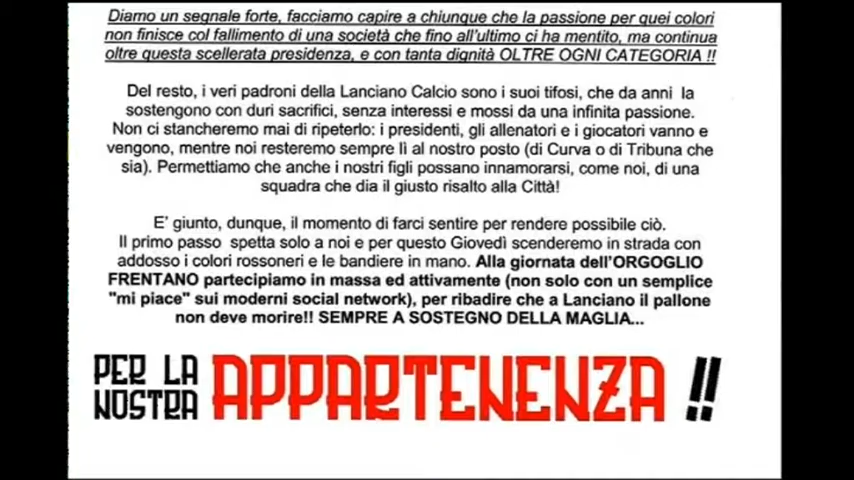 Diamo un segnale forte, facciamo capire a chiunque che la passione per quei colori
non finisce col fallimento di una società che fino all'ultimo ci ha mentito, ma continua
oltre questa scellerata presidenza, e con tanta dignità OLTRE OGNI CATEGORIA !!
Del resto, i veri padroni della Lanciano Calcio sono i suoi tifosi, che da anni la
sostengono con duri sacrifici, senza interessi e mossi da una infinita passione.
Non ci stancheremo mai di ripeterlo: i presidenti, gli allenatori e i giocatori vanno e
vengono, mentre noi resteremo sempre lì al nostro posto (di Curva o di Tribuna che
sia). Permettiamo che anche i nostri figli possano innamorarsi, come noi, di una
squadra che dia il giusto risalto alla Città!
E' giunto, dunque, il momento di farci sentire per rendere possibile ciò.
Il primo passo spetta solo a noi e per questo Giovedì scenderemo in strada con
addosso i colori rossoneri e le bandiere in mano. Alla giornata dell'ORGOGLIO
FRENTANO partecipiamo in massa ed attivamente (non solo con un semplice
"mi piace" sui moderni social network), per ribadire che a Lanciano il pallone
non deve morire!! SEMPRE A SOSTEGNO DELLA MAGLIA...
PER LA
NOSTRA APPARTENENZA !!